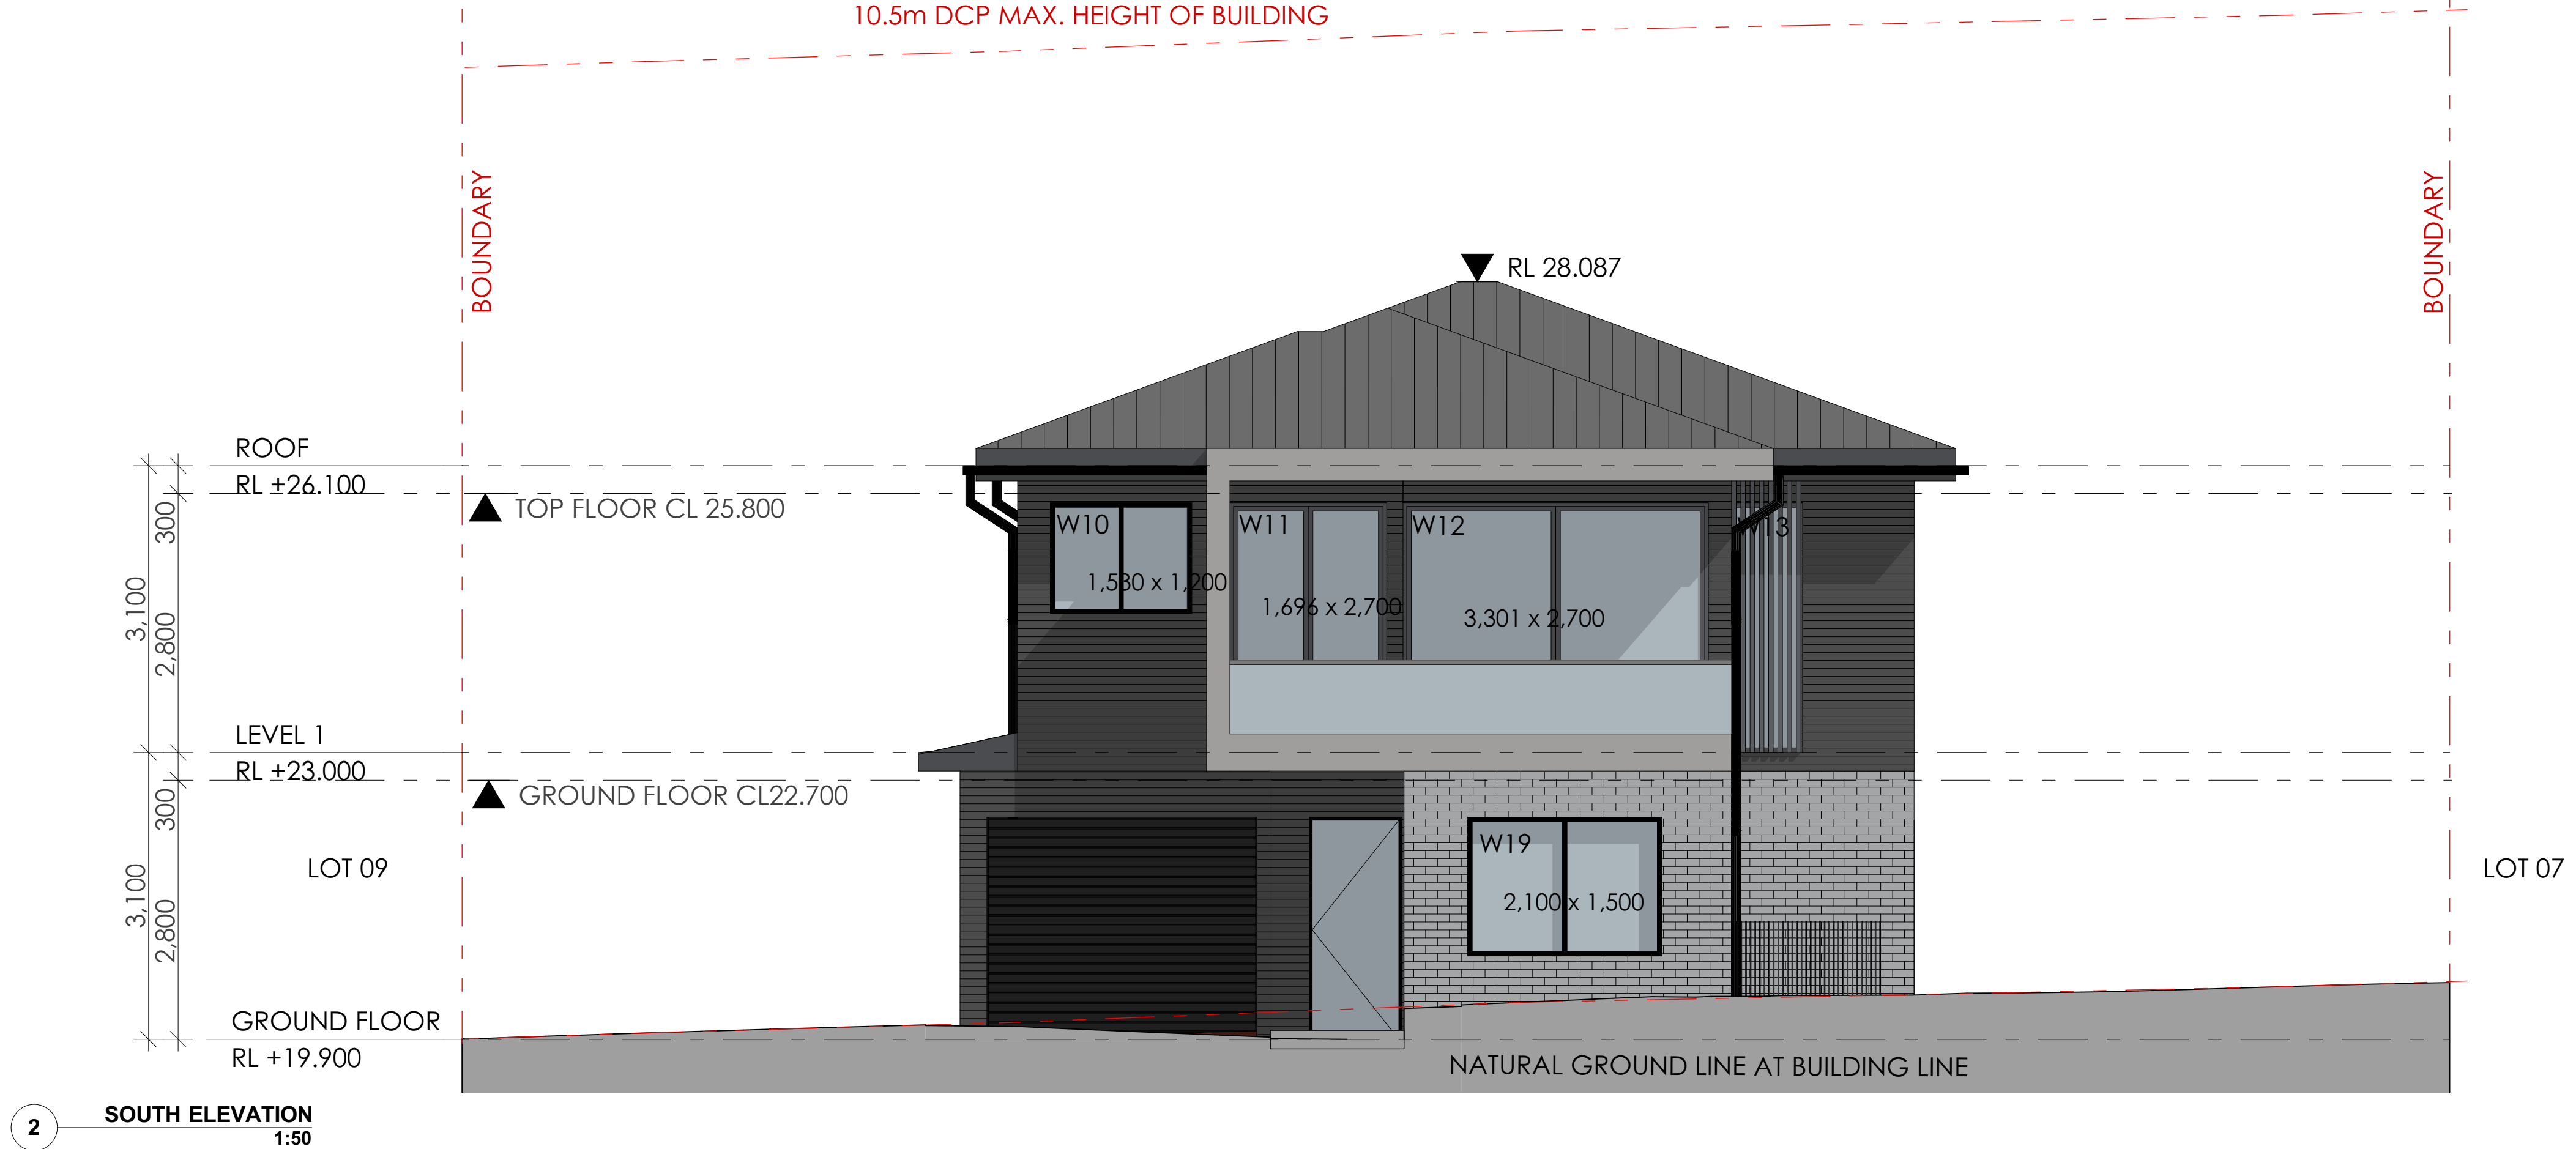 10.5m DCP MAX. HEIGHT OF BUILDING
BOUNDARY
BOUNDARY
RL 28.087
ROOF
RL +26.100
TOP FLOOR CL 25.800
300
3,100
2,800
W10
1,530 x 1,200
W11
1,696 x 2,700
W12
3,301 x 2,700
W13
LEVEL 1
RL +23.000
GROUND FLOOR CL22.700
300
3,100
2,800
LOT 09
LOT 07
W19
2,100 x 1,500
GROUND FLOOR
RL +19.900
NATURAL GROUND LINE AT BUILDING LINE
2
SOUTH ELEVATION
1:50